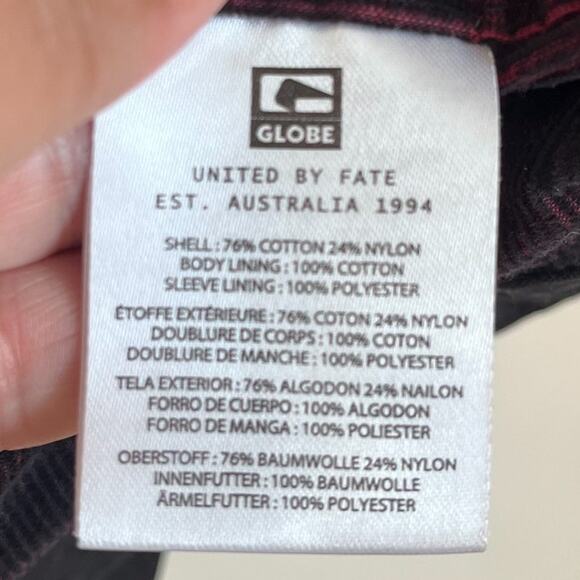 GLOBE
UNITED BY FATE
EST. AUSTRALIA 1994
SHELL : 76% COTTON 24% NYLON
BODY LINING : 100% COTTON
SLEEVE LINING : 100% POLYESTER
ÉTOFFE EXTÉRIEURE : 76% COTON 24% NYLON
DOUBLURE DE CORPS : 100% COTON
DOUBLURE DE MANCHE : 100% POLYESTER
TELA EXTERIOR : 76% ALGODON 24% NAILON
FORRO DE CUERPO : 100% ALGODON
FORRO DE MANGA : 100% POLIESTER
OBERSTOFF : 76% BAUMWOLLE 24% NYLON
INNENFUTTER : 100% BAUMWOLLE
ÄRMELFUTTER : 100% POLYESTER